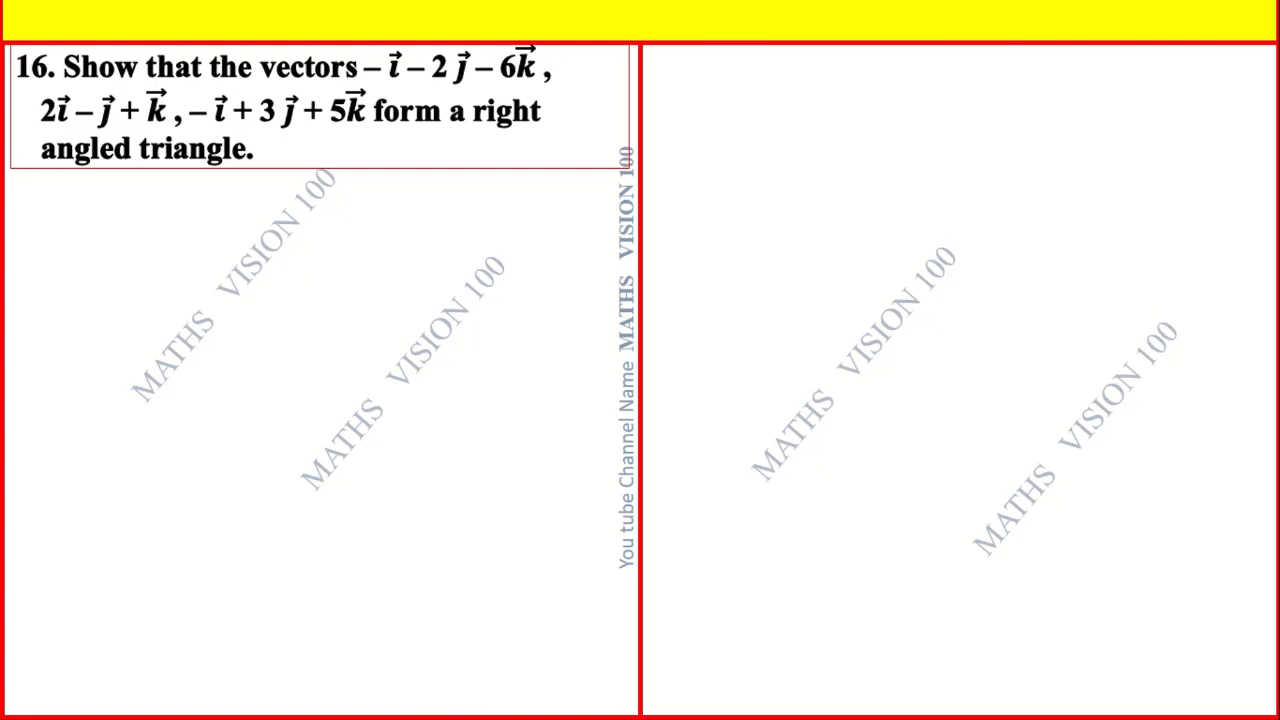 16. Show that the vectors – i⃗ – 2 j⃗ – 6k⃗ ,
2i⃗ – j⃗ + k⃗ , – i⃗ + 3 j⃗ + 5k⃗ form a right
angled triangle.
MATHS VISION 100
MATHS VISION 100
You tube Channel Name MATHS VISION 100
MATHS VISION 100
MATHS VISION 100